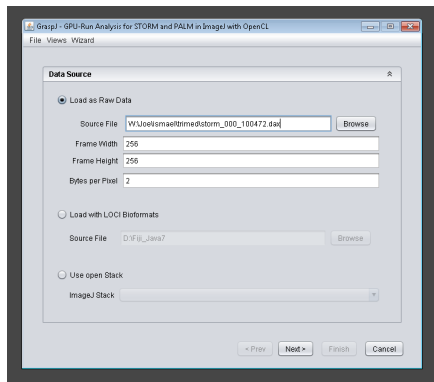 GraspJ - GPU-Run Analysis for STORM and PALM in ImageJ with OpenCL
File Views Wizard
Data Source
Load as Raw Data
Source File W:\Joe\Ismael\trimed\storm_000_100472.dax Browse
Frame Width 256
Frame Height 256
Bytes per Pixel 2
Load with LOCI Bioformats
Source File D:\Fiji_Java7 Browse
Use open Stack
ImageJ Stack
< Prev Next > Finish Cancel